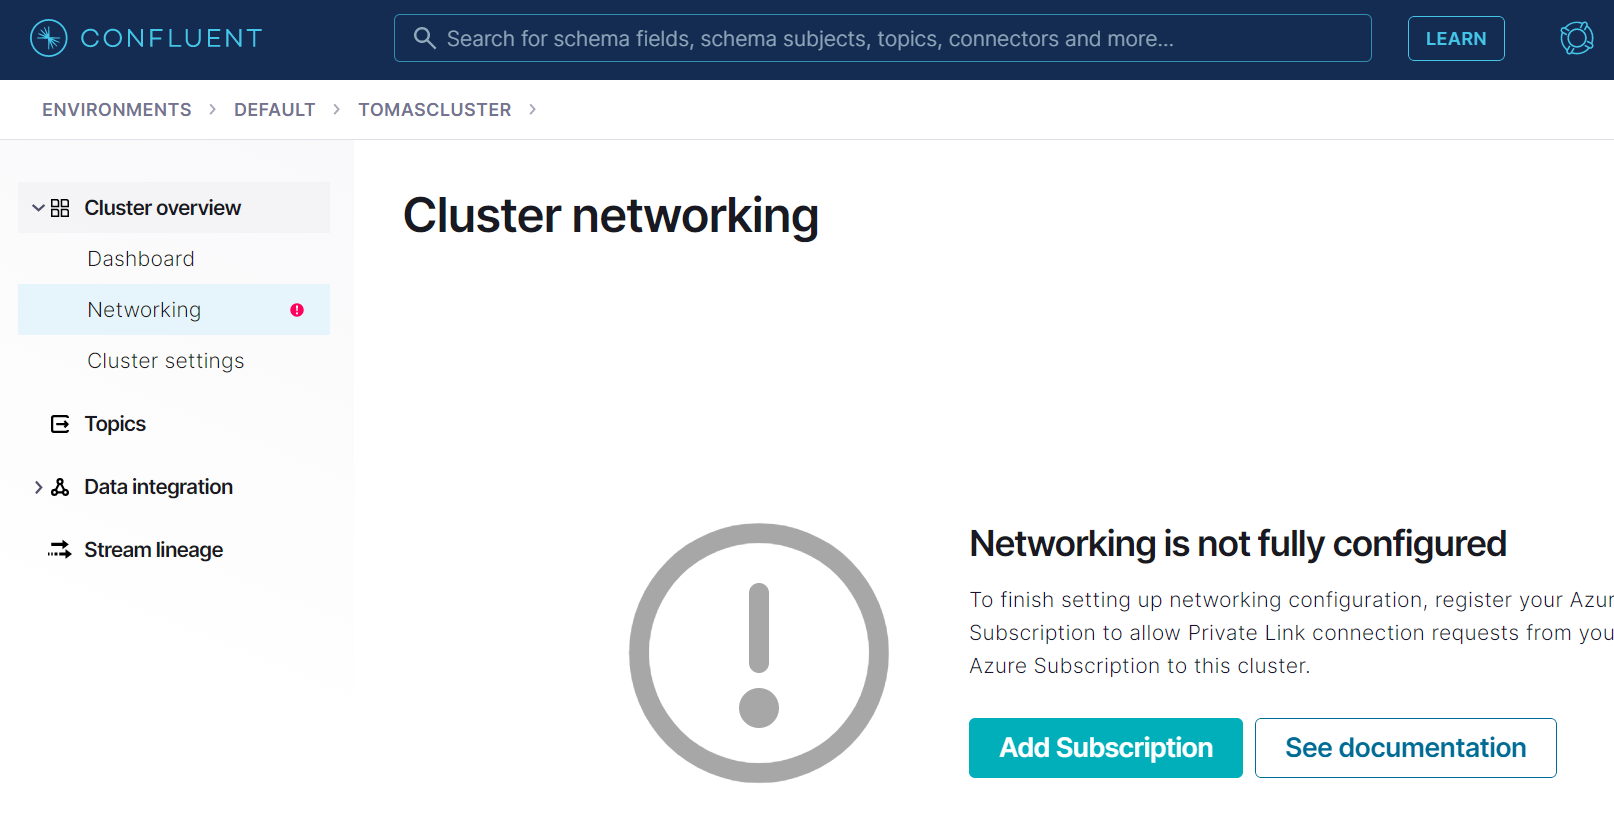 CONFLUENT
Search for schema fields, schema subjects, topics, connectors and more...
LEARN
ENVIRONMENTS > DEFAULT > TOMASCLUSTER >
Cluster overview
Dashboard
Networking
Cluster settings
Topics
Data integration
Stream lineage
Cluster networking
Networking is not fully configured
To finish setting up networking configuration, register your Azur
Subscription to allow Private Link connection requests from you
Azure Subscription to this cluster.
Add Subscription
See documentation